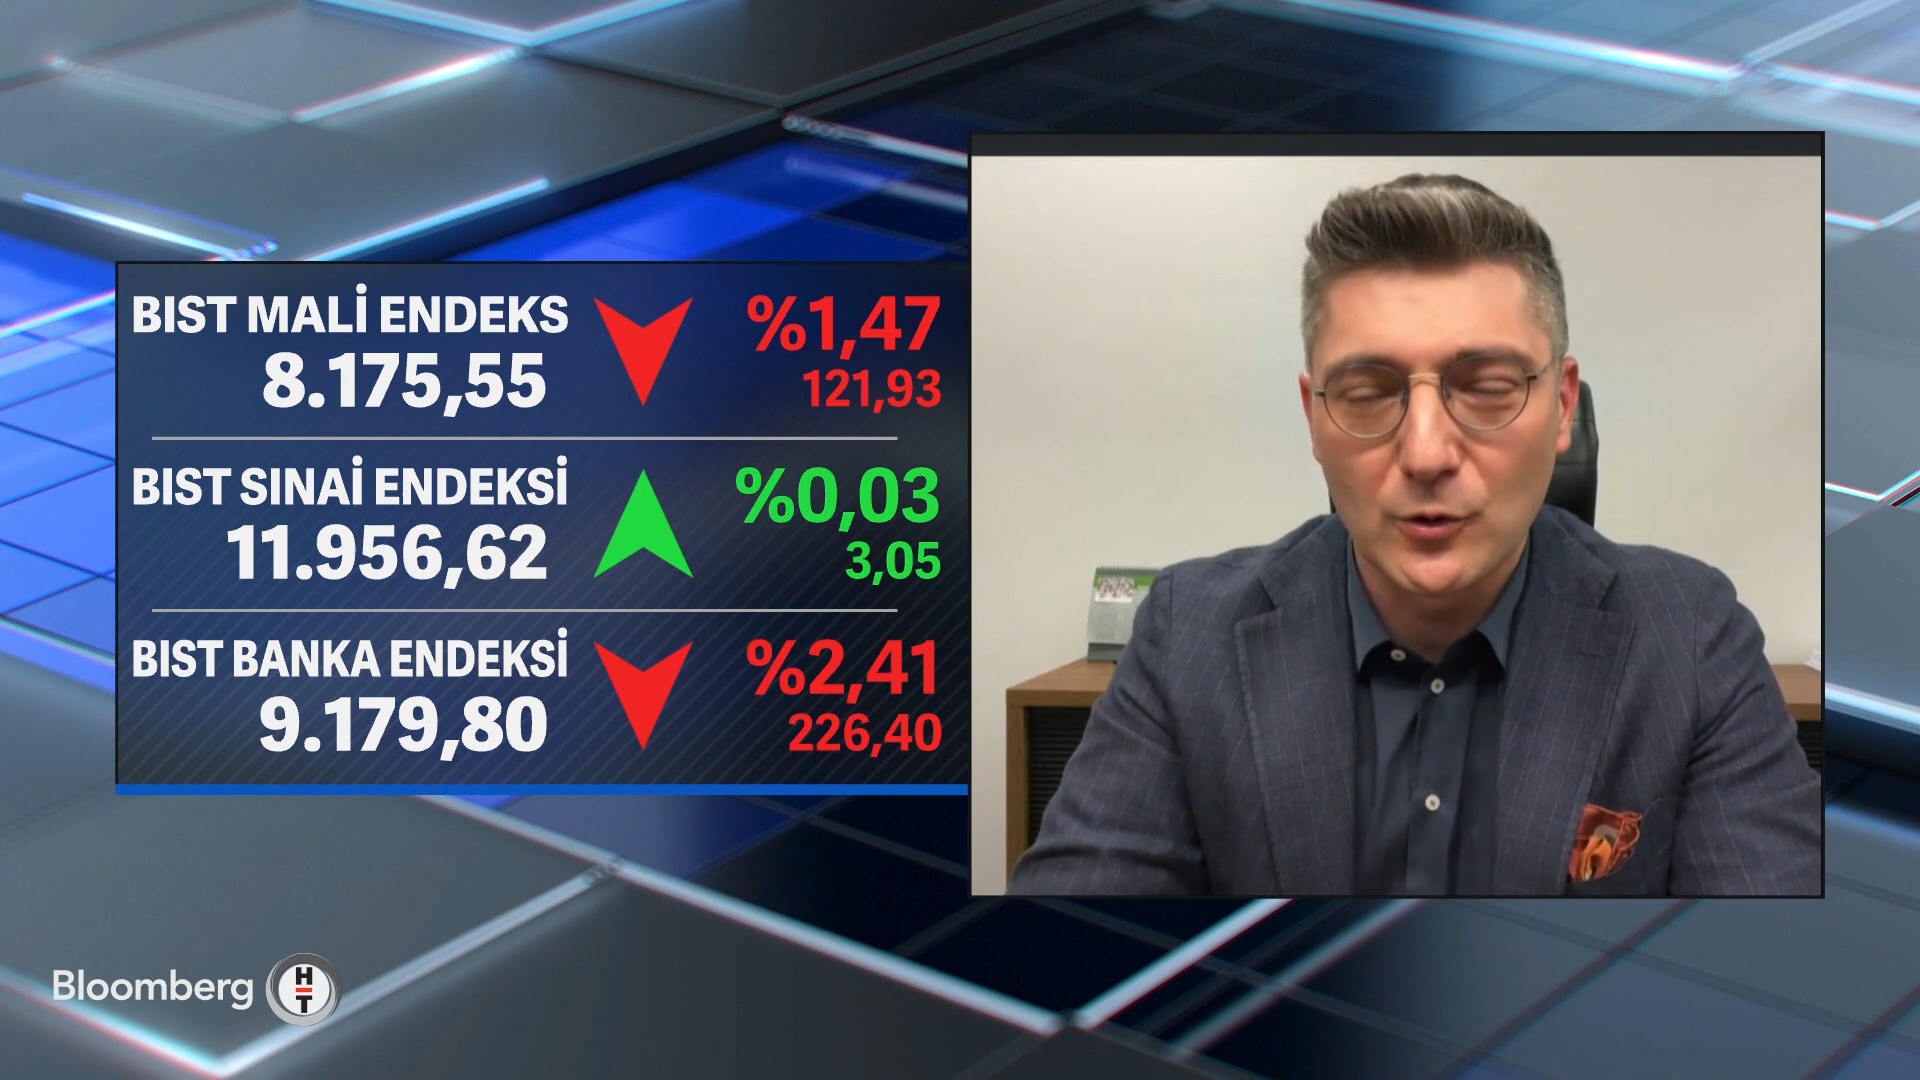 BIST MALİ ENDEKS
8.175,55
%1,47
121,93
BIST SINAİ ENDEKSİ
11.956,62
%0,03
3,05
BIST BANKA ENDEKSİ
9.179,80
%2,41
226,40
Bloomberg HT